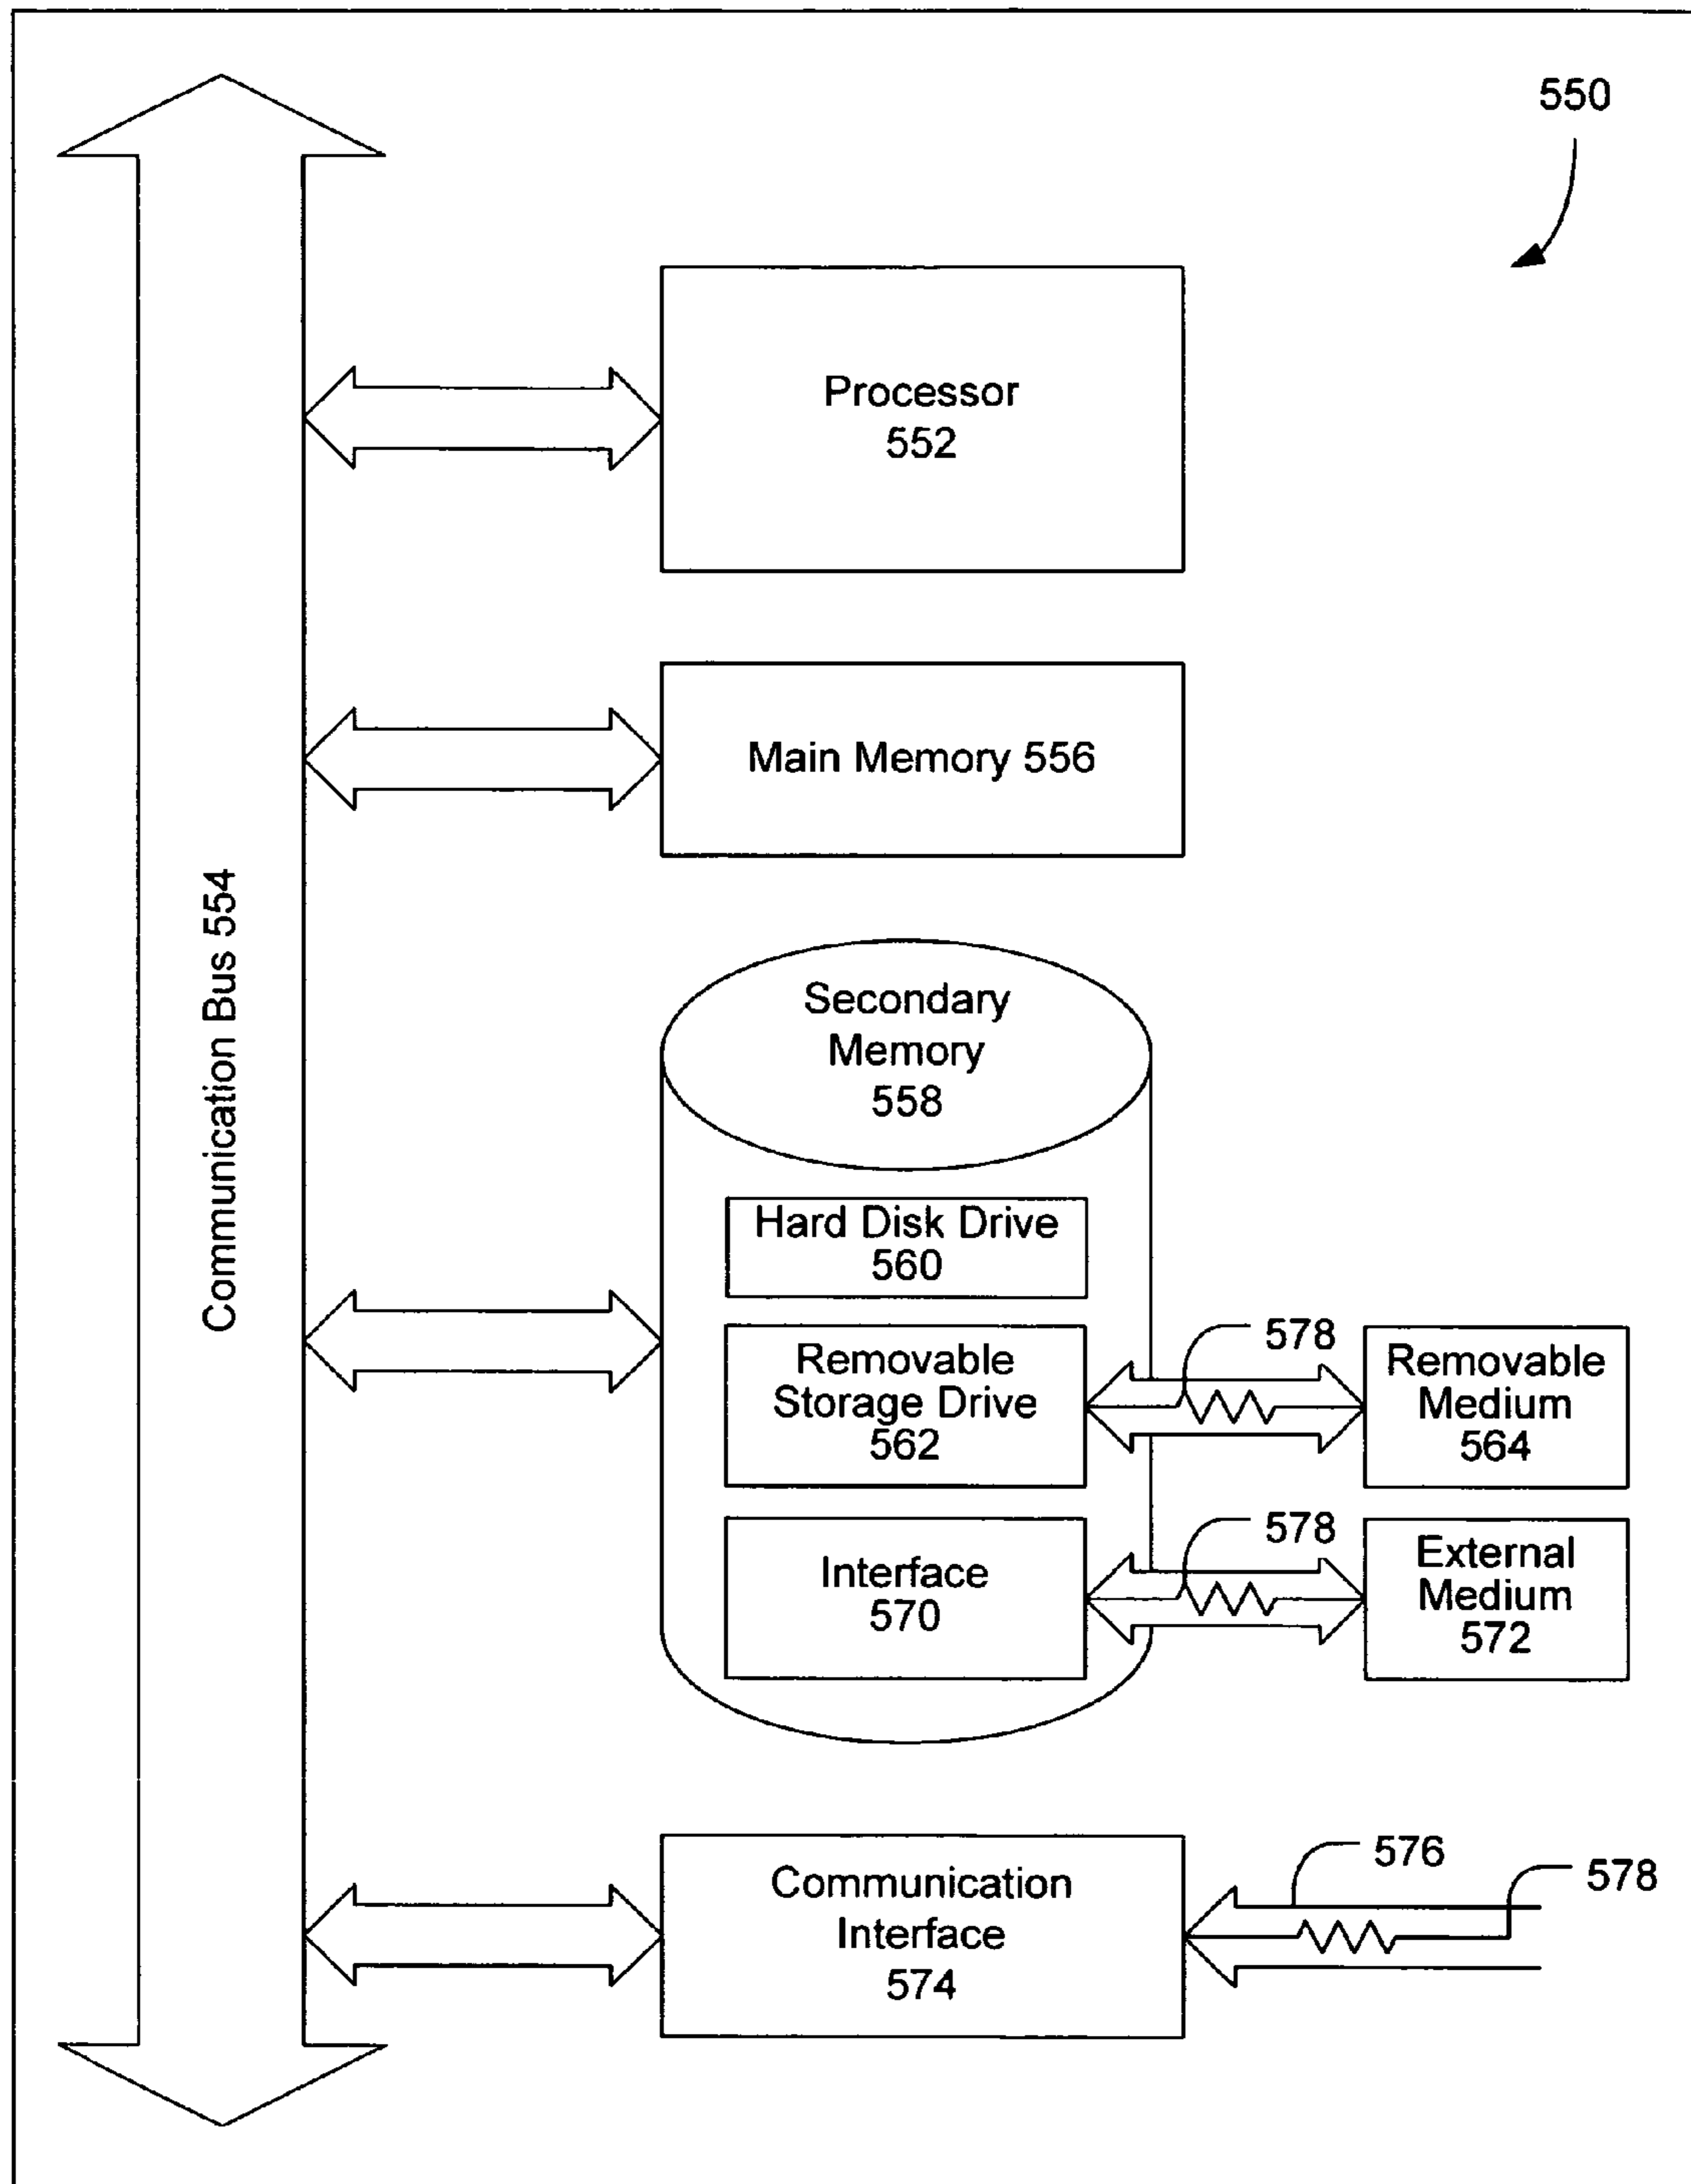 550
Processor
552
Main Memory 556
Communication Bus 554
Secondary
Memory
558
Hard Disk Drive
560
Removable
Storage Drive
562
578
Removable
Medium
564
Interface
570
578
External
Medium
572
Communication
Interface
574
576
578